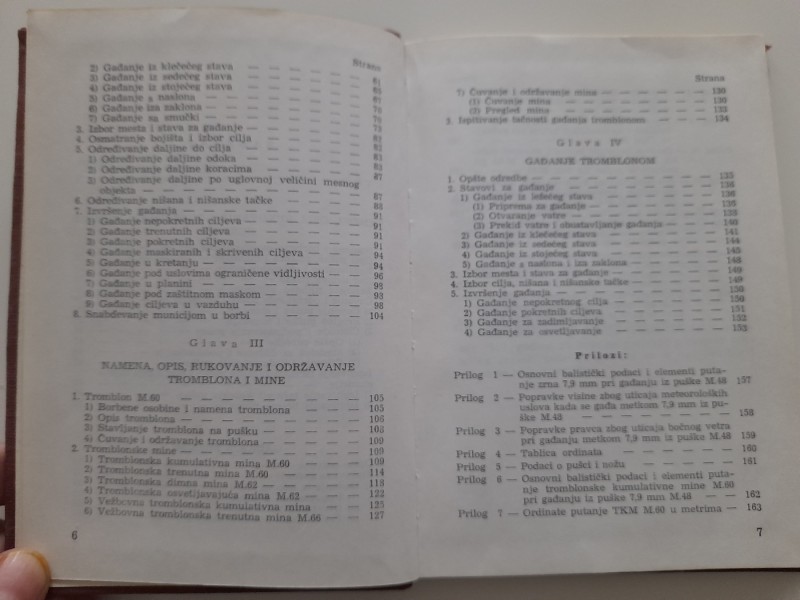 Strana
2) Gađanje iz klečećeg stava — — — — — —
3) Gađanje iz sedećeg stava — — — — — — 61
4) Gađanje iz stojećeg stava — — — — — —
5) Gađanje s naslona — — — — — — —
6) Gađanje iza zaklona — — — — — — 70
7) Gađanje sa smučki — — — — — —
3. Izbor mesta i stava za gađanje — — — — — — 73
4. Osmatranje bojišta i izbor cilja — — — — —
5. Određivanje daljine do cilja — — — — — 83
1) Određivanje daljine odoka — — — — — 83
2) Određivanje daljine koracima — — — — — 83
3) Određivanje daljine po uglovnoj veličini mesnog
objekta — — — — — — — — 87
6. Određivanje nišana i nišanske tačke — — — — 87
7. Izvršenje gađanja — — — — — — — 88
1) Gađanje nepokretnih ciljeva — — — — — 91
2) Gađanje trenutnih ciljeva — — — — — 91
3) Gađanje pokretnih ciljeva — — — — — 91
4) Gađanje maskiranih i skrivenih ciljeva — — — 94
5) Gađanje u kretanju — — — — — — 94
6) Gađanje pod uslovima ograničene vidljivosti — — — 96
7) Gađanje u planini — — — — — — 92
8) Gađanje pod zaštitnom maskom — — — — 93
9) Gađanje ciljeva u vazduhu — — — — — 98
8. Snabdevanje municijom u borbi — — — — — 104
Glava III
NAMENA, OPIS, RUKOVANJE I ODRŽAVANJE
TROMBLONA I MINE
1. Tromblon M.60 — — — — — — — 105
1) Borbene osobine i namena tromblona — — — — 105
2) Opis tromblona — — — — — — 106
3) Stavljanje tromblona na pušku — — — — 106
4) Čuvanje i održavanje tromblona — — — — 109
2. Tromblonske mine — — — — — — — 109
1) Tromblonska kumulativna mina M.60 — — — — 109
2) Tromblonska trenutna mina M.60 — — — — 114
3) Tromblonska dimna mina M.62 — — — — 118
4) Tromblonska osvetljavajuća mina M.62 — — — 122
5) Vežbovna tromblonska kumulativna mina — — — 125
6) Vežbovna tromblonska trenutna mina M.66 — — — 127
6
Strana
7) Čuvanje i održavanje mina — — — — — 130
(1) Čuvanje mina — — — — — — 130
(2) Pregled mina — — — — — — 133
3. Ispitivanje tačnosti gađanja tromblonom — — — — 134
Glava IV
GAĐANJE TROMBLONOM
1. Opšte odredbe — — — — — — — 135
2. Stavovi za gađanje — — — — — — 136
1) Gađanje iz ležećeg stava — — — — — 136
(1) Priprema za gađanje — — — — — 136
(2) Otvaranje vatre — — — — — — 138
(3) Prekid vatre i obustavljanje gađanja — — — 140
2) Gađanje iz klečećeg stava — — — — — 141
3) Gađanje iz sedećeg stava — — — — — 144
4) Gađanje iz stojećeg stava — — — — — 145
5) Gađanje s naslona i iza zaklona — — — — 146
3. Izbor mesta i stava za gađanje — — — — — 149
4. Izbor cilja, nišana i nišanske tačke — — — — 149
5. Izvršenje gađanja — — — — — — — 150
1) Gađanje nepokretnog cilja — — — — — 150
2) Gađanje pokretnih ciljeva — — — — — 151
3) Gađanje za zadimljivanje — — — — — 152
4) Gađanje za osvetljavanje — — — — — 153
Prilozi:
Prilog 1 — Osnovni balistički podaci i elementi puta-
nje zrna 7,9 mm pri gađanju iz puške M.48 157
Prilog 2 — Popravke visine zbog uticaja meteoroloških
uslova kada se gađa metkom 7,9 mm iz pu-
ške M.48 — — — — — — — 158
Prilog 3 — Popravke pravca zbog uticaja bočnog vetra
pri gađanju metkom 7,9 mm iz puške M.48 159
Prilog 4 — Tablica ordinata — — — — — 160
Prilog 5 — Podaci o pušci i nožu — — — — 161
Prilog 6 — Osnovni balistički podaci i elementi puta-
nje tromblonske kumulativne mine M.60
pri gađanju iz puške 7,9 mm M.48 — — 162
Prilog 7 — Ordinate putanje TKM M.60 u metrima — 163
7